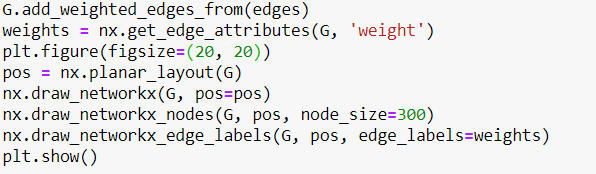 G.add_weighted_edges_from(edges)
weights = nx.get_edge_attributes(G, 'weight')
plt.figure(figsize=(20, 20))
pos = nx.planar_layout(G)
nx.draw_networkx(G, pos=pos)
nx.draw_networkx_nodes(G, pos, node_size=300)
nx.draw_networkx_edge_labels(G, pos, edge_labels=weights)
plt.show()